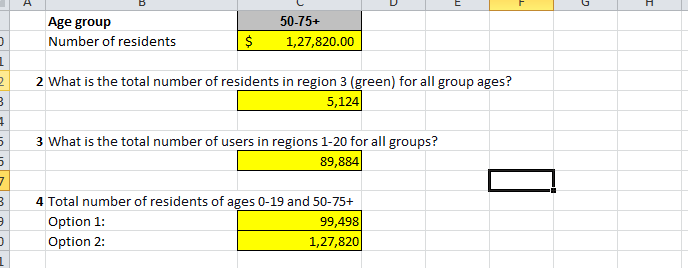 A B C D E F G H
Age group 50-75+
Number of residents $ 1,27,820.00
2 What is the total number of residents in region 3 (green) for all group ages?
5,124
3 What is the total number of users in regions 1-20 for all groups?
89,884
4 Total number of residents of ages 0-19 and 50-75+
Option 1: 99,498
Option 2: 1,27,820